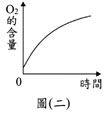 O₂
的
含
量
0
時間
圖(二)